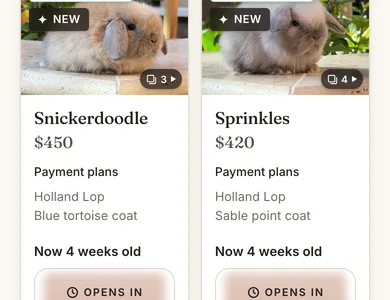 NEW
3
Snickerdoodle
$450
Payment plans
Holland Lop
Blue tortoise coat
Now 4 weeks old
OPENS IN
NEW
4
Sprinkles
$420
Payment plans
Holland Lop
Sable point coat
Now 4 weeks old
OPENS IN